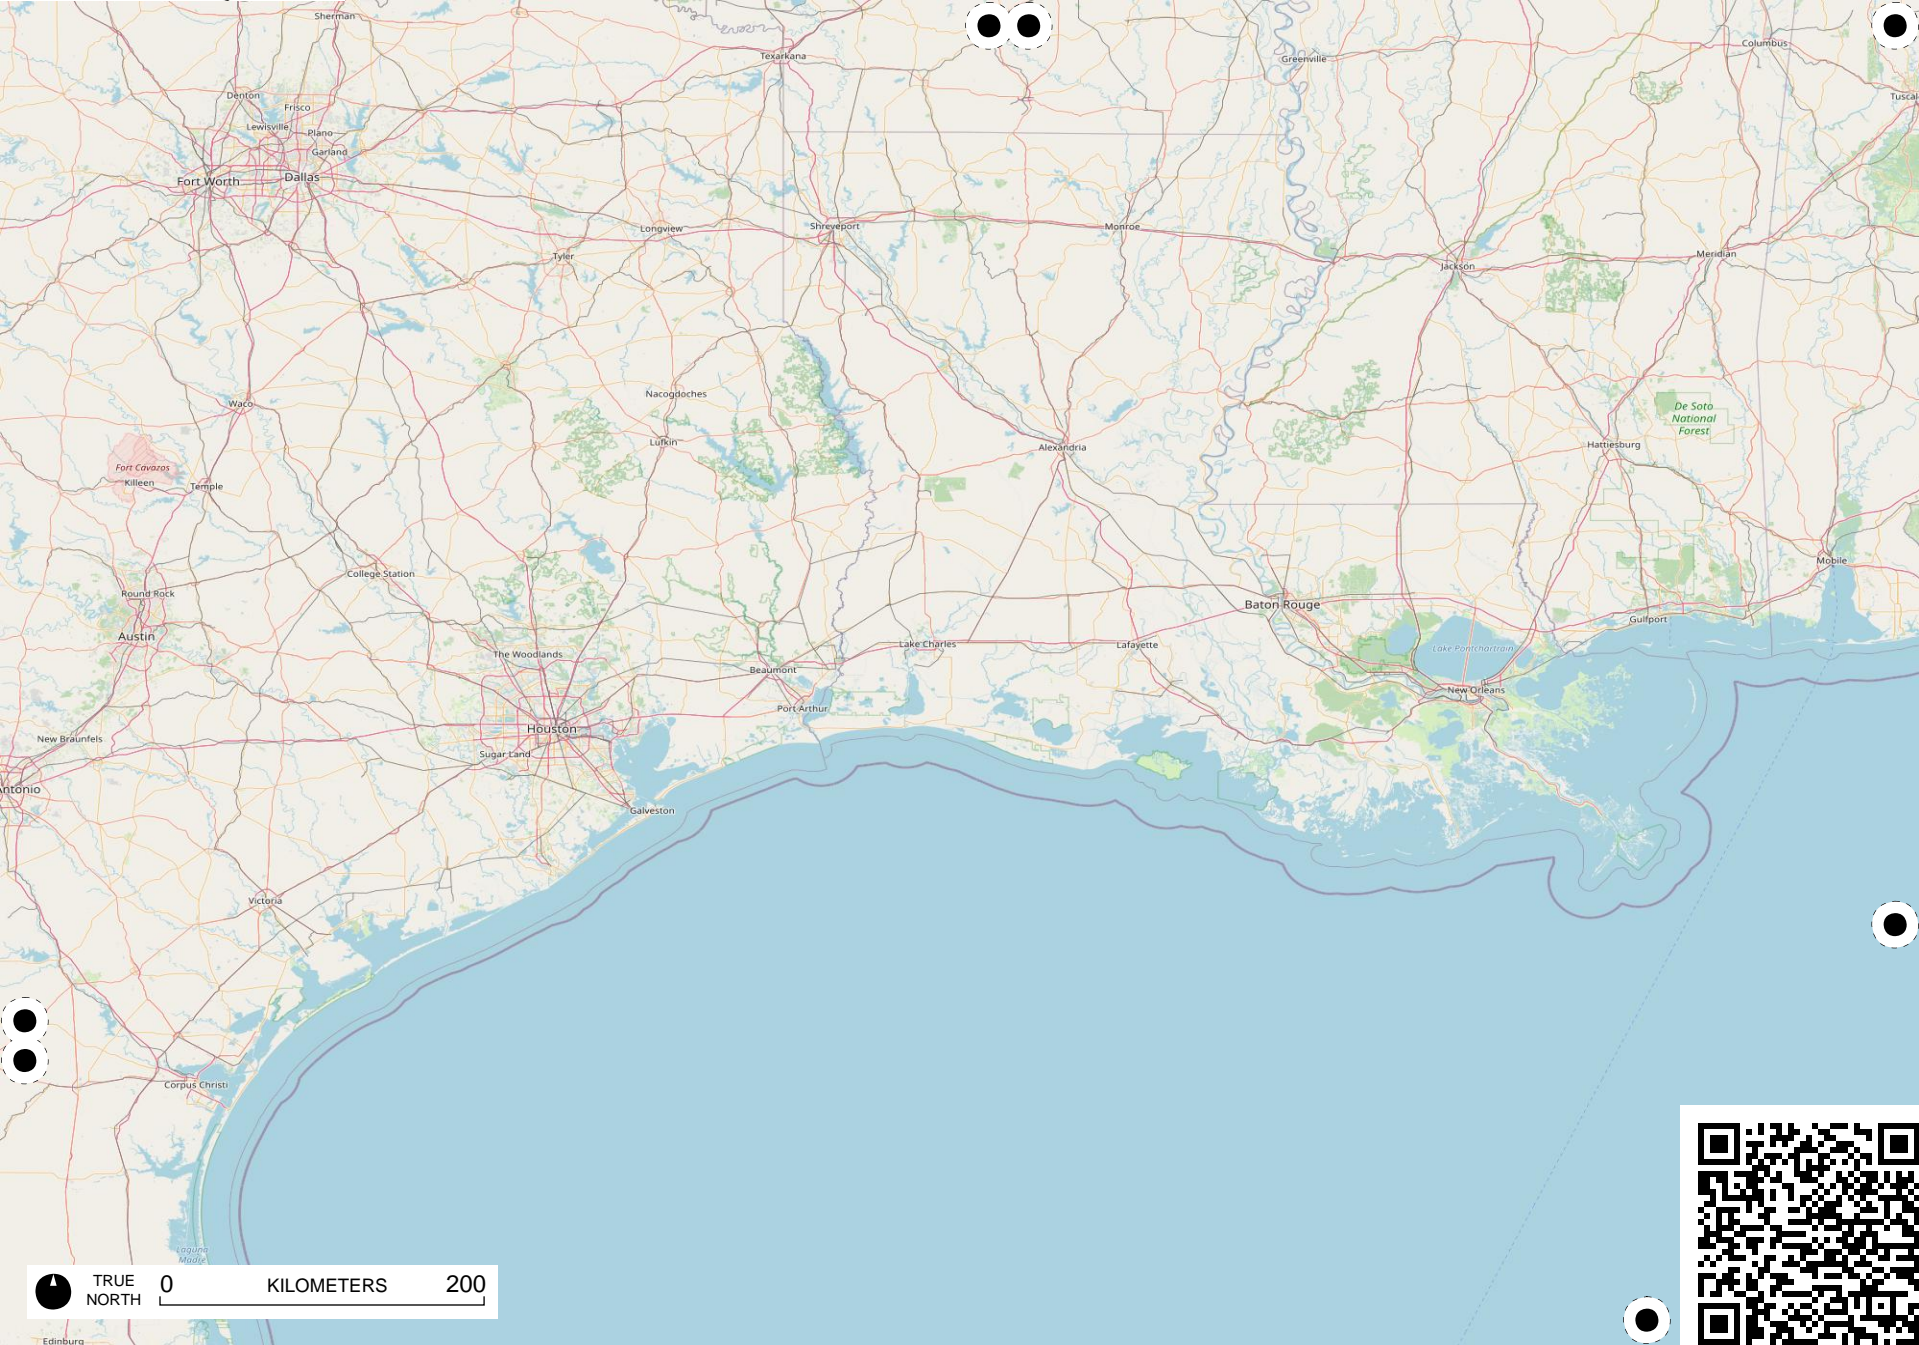 Sherman
Texarkana
Greenville
Columbus
Denton
Frisco
Tuscal
Lewisville
Plano
Garland
Fort Worth
Dallas
Longview
Shreveport
Monroe
Tyler
Jackson
Meridian
Nacogdoches
Waco
De Soto
National
Forest
Lufkin
Alexandria
Hattiesburg
Fort Cavazos
Killeen
Temple
College Station
Mobile
Round Rock
Baton Rouge
Gulfport
Austin
The Woodlands
Lake Charles
Lafayette
Lake Pontchartrain
Beaumont
New Orleans
Port Arthur
Houston
New Braunfels
Sugar Land
Antonio
Galveston
Victoria
Corpus Christi
Laguna
Madre
TRUE
NORTH
0 KILOMETERS 200
Edinburg